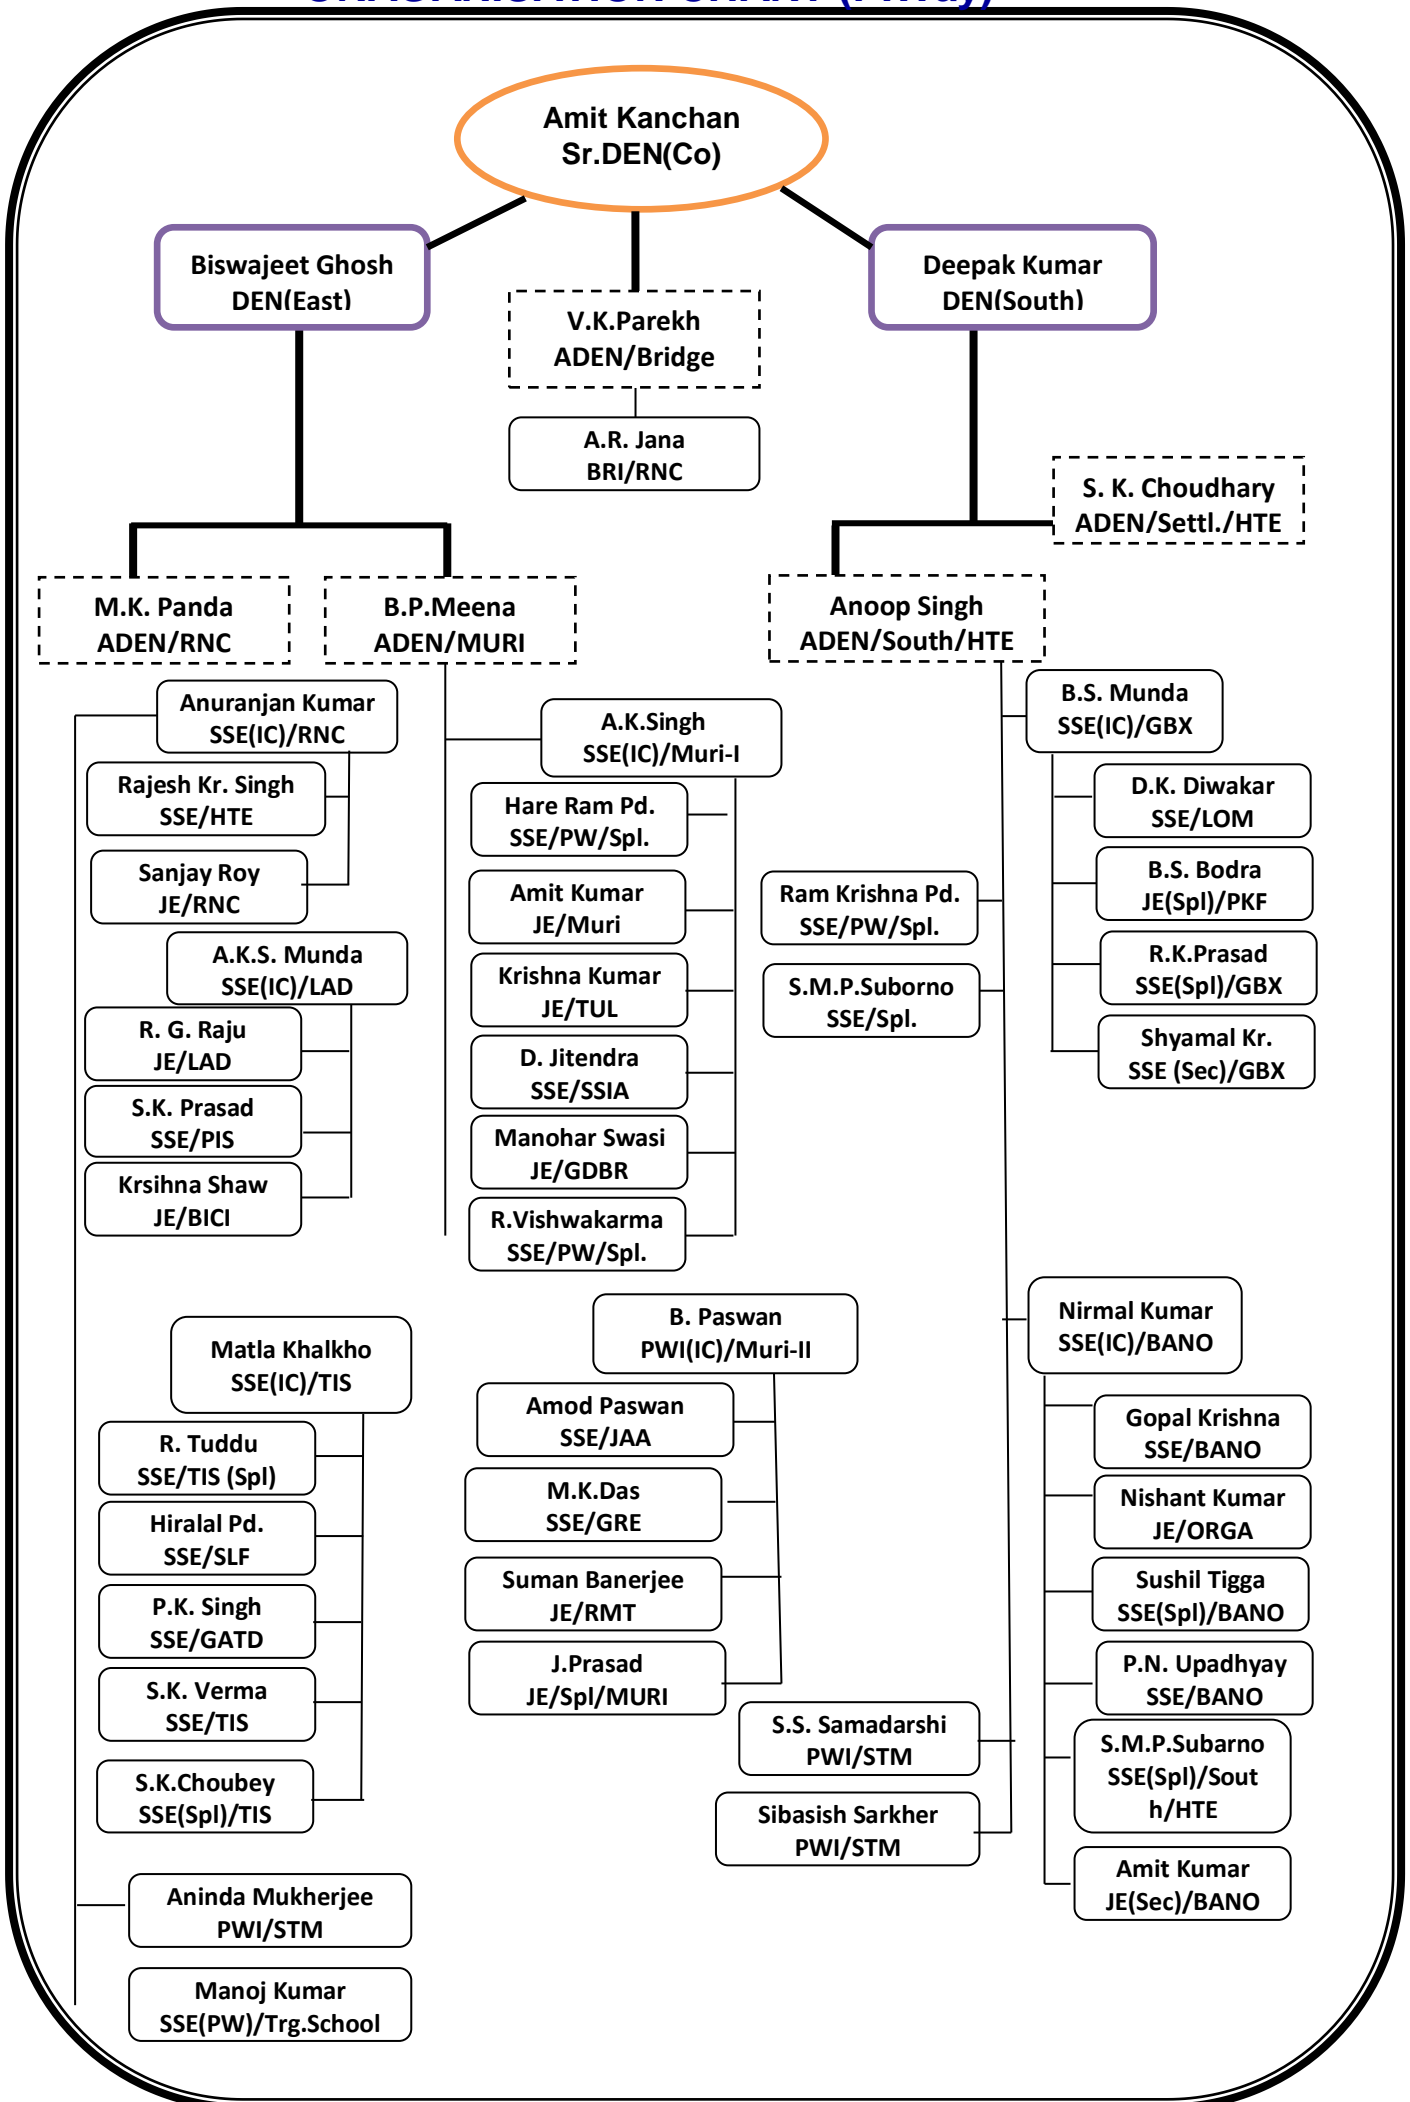 Amit Kanchan
Sr.DEN(Co)
Biswajeet Ghosh
DEN(East)
Deepak Kumar
DEN(South)
V.K.Parekh
ADEN/Bridge
A.R. Jana
BRI/RNC
S. K. Choudhary
ADEN/Settl./HTE
M.K. Panda
ADEN/RNC
B.P.Meena
ADEN/MURI
Anoop Singh
ADEN/South/HTE
Anuranjan Kumar
SSE(IC)/RNC
Rajesh Kr. Singh
SSE/HTE
Sanjay Roy
JE/RNC
A.K.S. Munda
SSE(IC)/LAD
R. G. Raju
JE/LAD
S.K. Prasad
SSE/PIS
Krsihna Shaw
JE/BICI
Matla Khalkho
SSE(IC)/TIS
R. Tuddu
SSE/TIS (Spl)
Hiralal Pd.
SSE/SLF
P.K. Singh
SSE/GATD
S.K. Verma
SSE/TIS
S.K.Choubey
SSE(Spl)/TIS
Aninda Mukherjee
PWI/STM
Manoj Kumar
SSE(PW)/Trg.School
A.K.Singh
SSE(IC)/Muri-I
Hare Ram Pd.
SSE/PW/Spl.
Amit Kumar
JE/Muri
Krishna Kumar
JE/TUL
D. Jitendra
SSE/SSIA
Manohar Swasi
JE/GDBR
R.Vishwakarma
SSE/PW/Spl.
B. Paswan
PWI(IC)/Muri-II
Amod Paswan
SSE/JAA
M.K.Das
SSE/GRE
Suman Banerjee
JE/RMT
J.Prasad
JE/Spl/MURI
Ram Krishna Pd.
SSE/PW/Spl.
S.M.P.Suborno
SSE/Spl.
S.S. Samadarshi
PWI/STM
Sibasish Sarkher
PWI/STM
B.S. Munda
SSE(IC)/GBX
D.K. Diwakar
SSE/LOM
B.S. Bodra
JE(Spl)/PKF
R.K.Prasad
SSE(Spl)/GBX
Shyamal Kr.
SSE (Sec)/GBX
Nirmal Kumar
SSE(IC)/BANO
Gopal Krishna
SSE/BANO
Nishant Kumar
JE/ORGA
Sushil Tigga
SSE(Spl)/BANO
P.N. Upadhyay
SSE/BANO
S.M.P.Subarno
SSE(Spl)/Sout
h/HTE
Amit Kumar
JE(Sec)/BANO